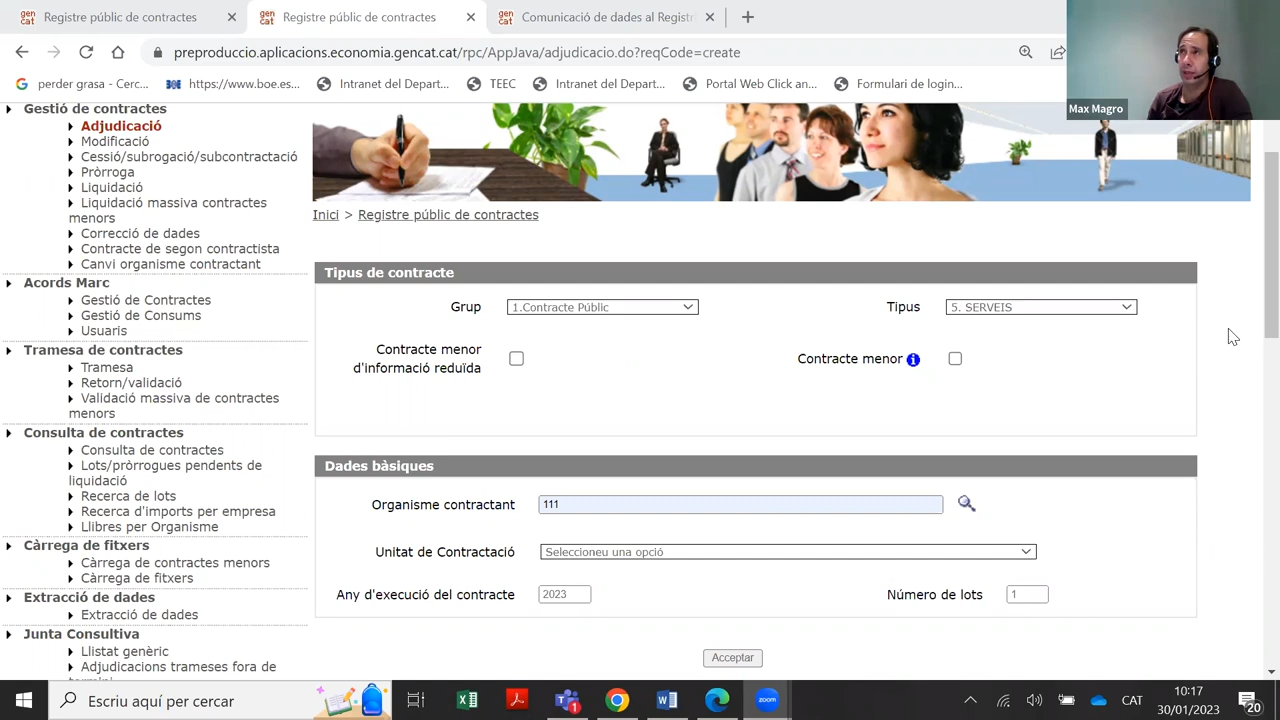 gen
cat
Registre públic de contractes
gen
cat
Registre públic de contractes
gen
cat
Comunicació de dades al Registr
preproduccio.aplicacions.economia.gencat.cat/rpc/AppJava/adjudicacio.do?reqCode=create
perder grasa - Cerc...
https://www.boe.es...
Intranet del Depart...
TEEC
Intranet del Depart...
Portal Web Click an...
Formulari de login...
Max Magro
Gestió de contractes
Adjudicació
Modificació
Cessió/subrogació/subcontractació
Pròrroga
Liquidació
Liquidació massiva contractes
menors
Correcció de dades
Contracte de segon contractista
Canvi organisme contractant
Acords Marc
Gestió de Contractes
Gestió de Consums
Usuaris
Tramesa de contractes
Tramesa
Retorn/validació
Validació massiva de contractes
menors
Consulta de contractes
Consulta de contractes
Lots/pròrrogues pendents de
liquidació
Recerca de lots
Recerca d'imports per empresa
Llibres per Organisme
Càrrega de fitxers
Càrrega de contractes menors
Càrrega de fitxers
Extracció de dades
Extracció de dades
Junta Consultiva
Llistat genèric
Adjudicacions trameses fora de
Inici > Registre públic de contractes
Tipus de contracte
Grup 1.Contracte Públic Tipus 5. SERVEIS
Contracte menor
d'informació reduïda
Contracte menor
Dades bàsiques
Organisme contractant 111
Unitat de Contractació Seleccioneu una opció
Any d'execució del contracte 2023 Número de lots 1
Acceptar
Escriu aquí per cercar
1
zoom
CAT
10:17
30/01/2023
20